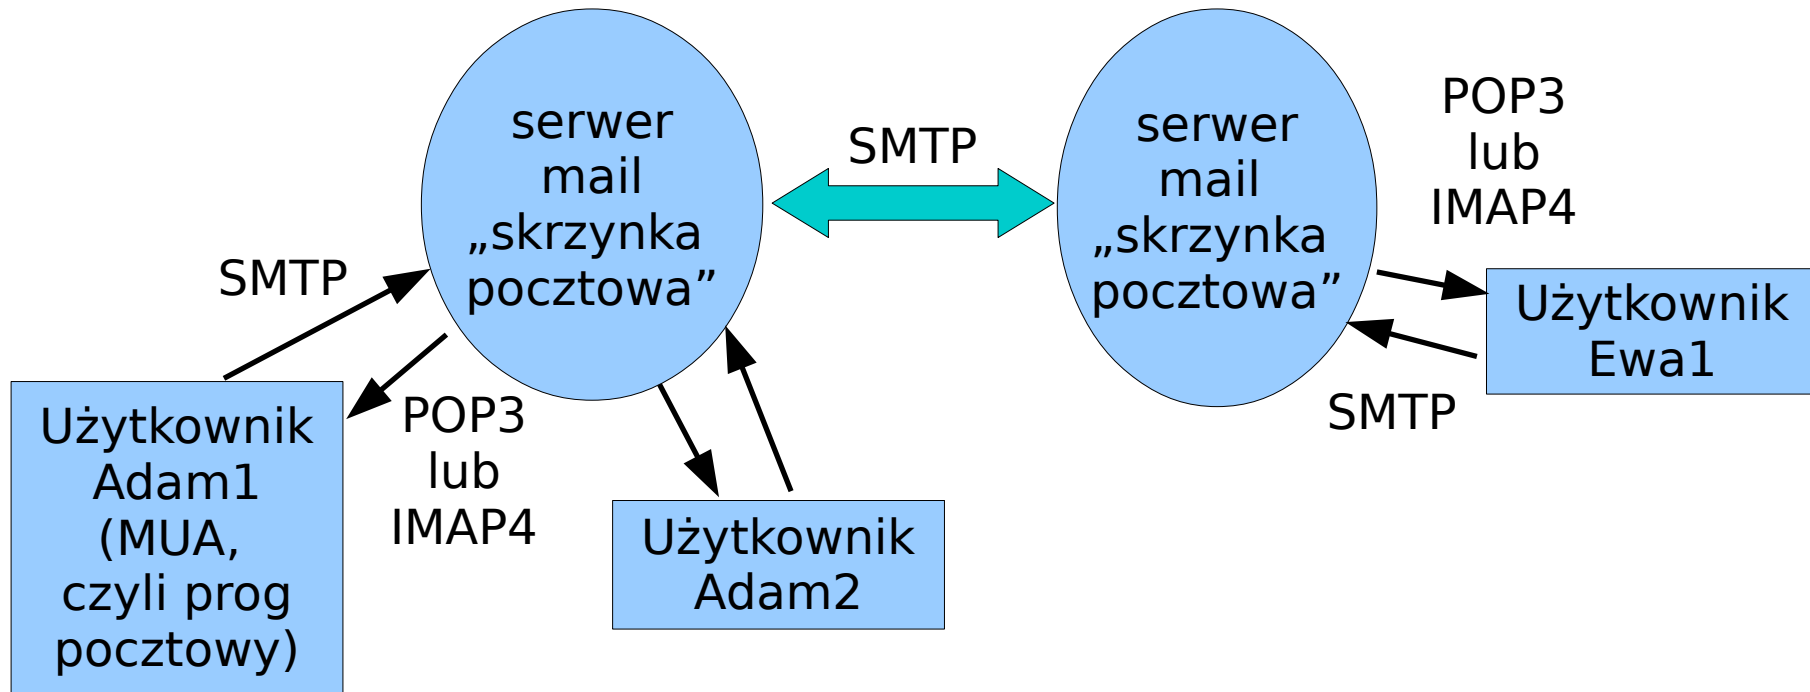 serwer
mail
„skrzynka
pocztowa”
SMTP
serwer
mail
„skrzynka
pocztowa”
POP3
lub
IMAP4
SMTP
Użytkownik
Ewa1
SMTP
Użytkownik
Adam1
(MUA,
czyli prog
pocztowy)
POP3
lub
IMAP4
Użytkownik
Adam2